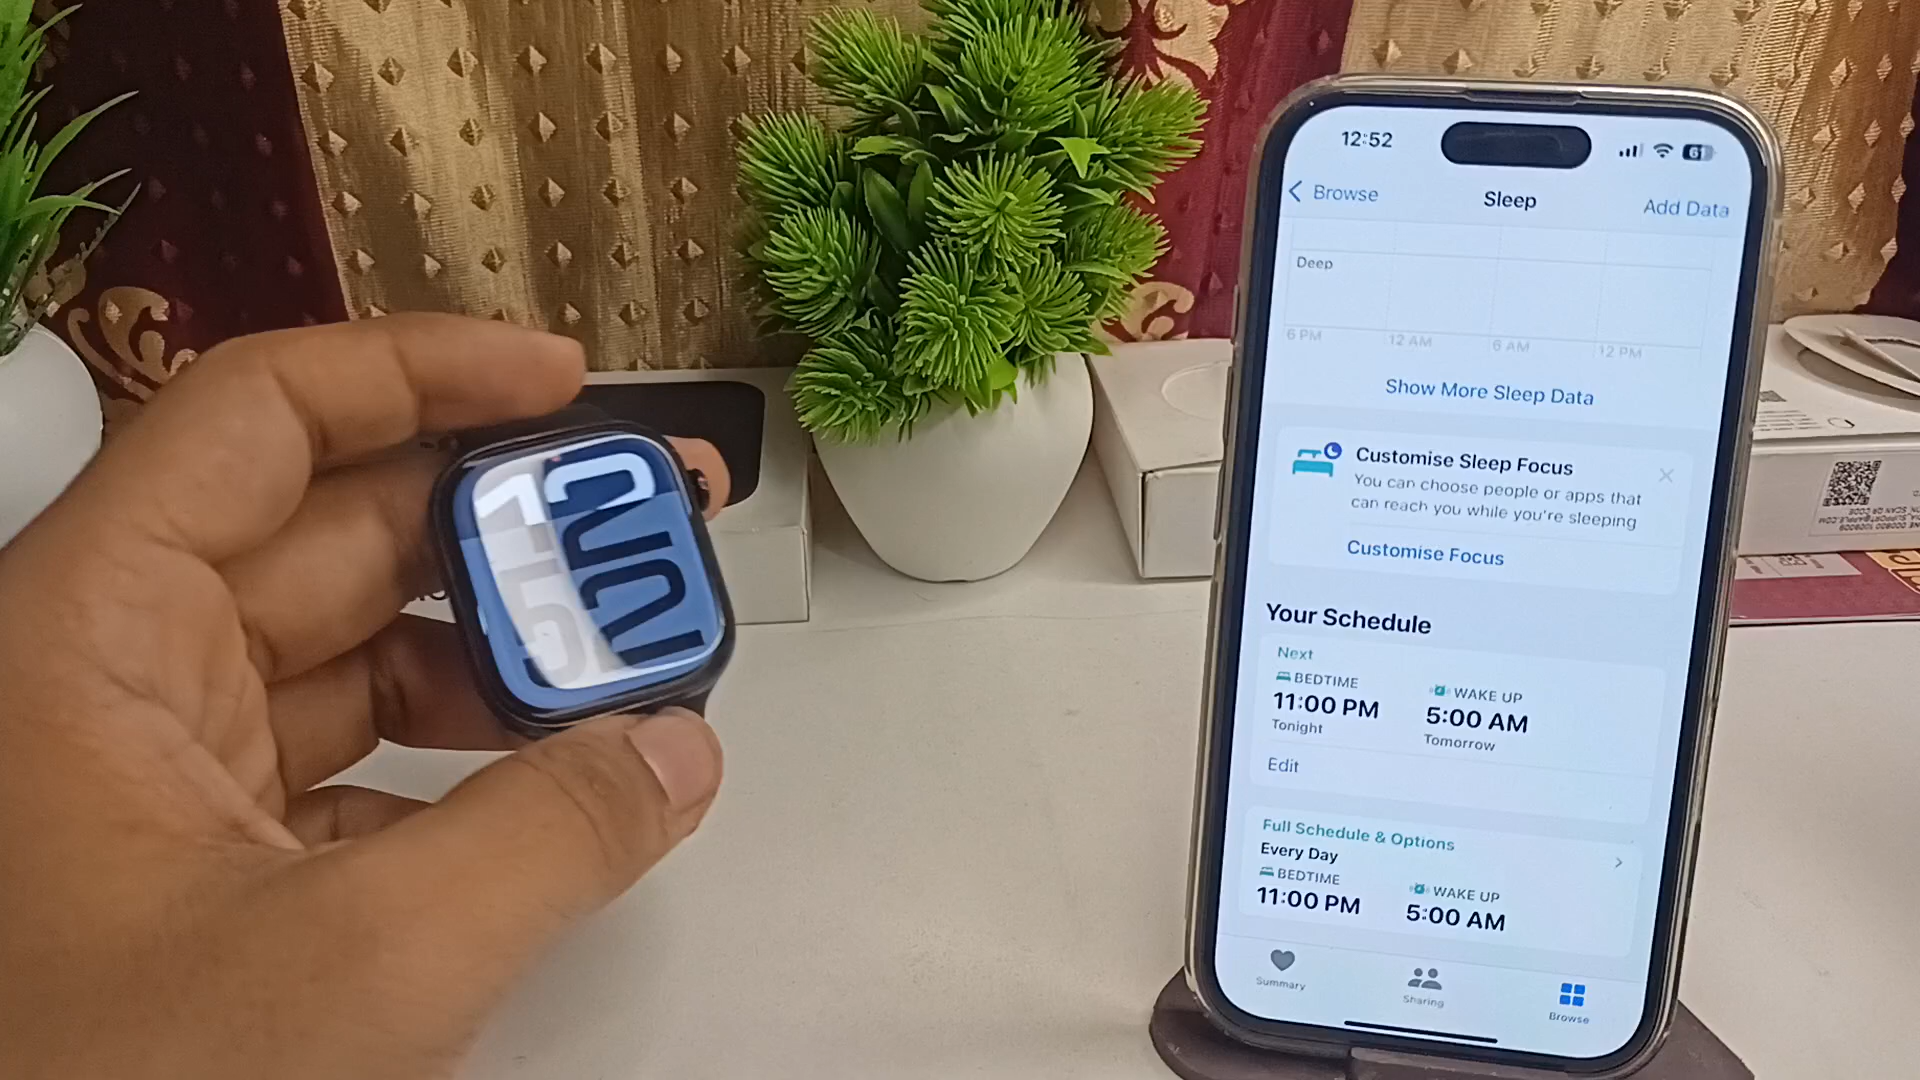 12:52
61
Browse
Sleep
Add Data
Deep
6 PM
12 AM
6 AM
12 PM
Show More Sleep Data
Customise Sleep Focus
You can choose people or apps that
can reach you while you're sleeping
Customise Focus
Your Schedule
Next
BEDTIME
WAKE UP
11:00 PM
5:00 AM
Tonight
Tomorrow
Edit
Full Schedule & Options
Every Day
BEDTIME
WAKE UP
11:00 PM
5:00 AM
Summary
Sharing
Browse